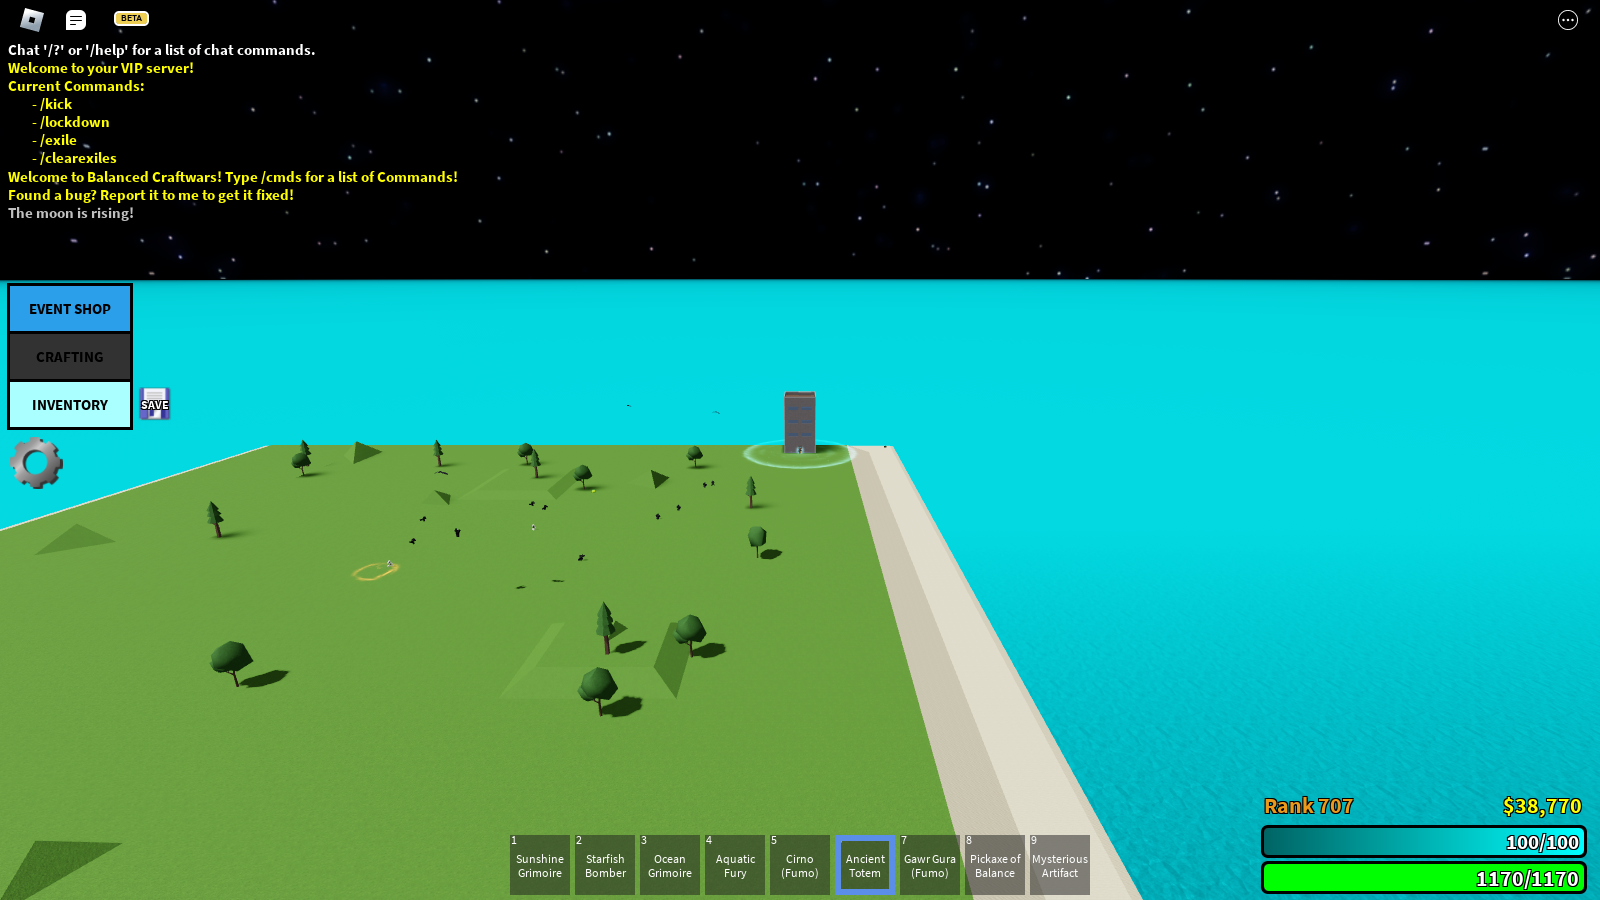 BETA
Chat '/?' or '/help' for a list of chat commands.
Welcome to your VIP server!
Current Commands:
- /kick
- /lockdown
- /exile
- /clearexiles
Welcome to Balanced Craftwars! Type /cmds for a list of Commands!
Found a bug? Report it to me to get it fixed!
The moon is rising!
EVENT SHOP
CRAFTING
INVENTORY
SAVE
Rank 707
$38,770
100/100
1170/1170
1
Sunshine
Grimoire
2
Starfish
Bomber
3
Ocean
Grimoire
4
Aquatic
Fury
5
Cirno
(Fumo)
Ancient
Totem
7
Gawr Gura
(Fumo)
8
Pickaxe of
Balance
9
Mysterious
Artifact